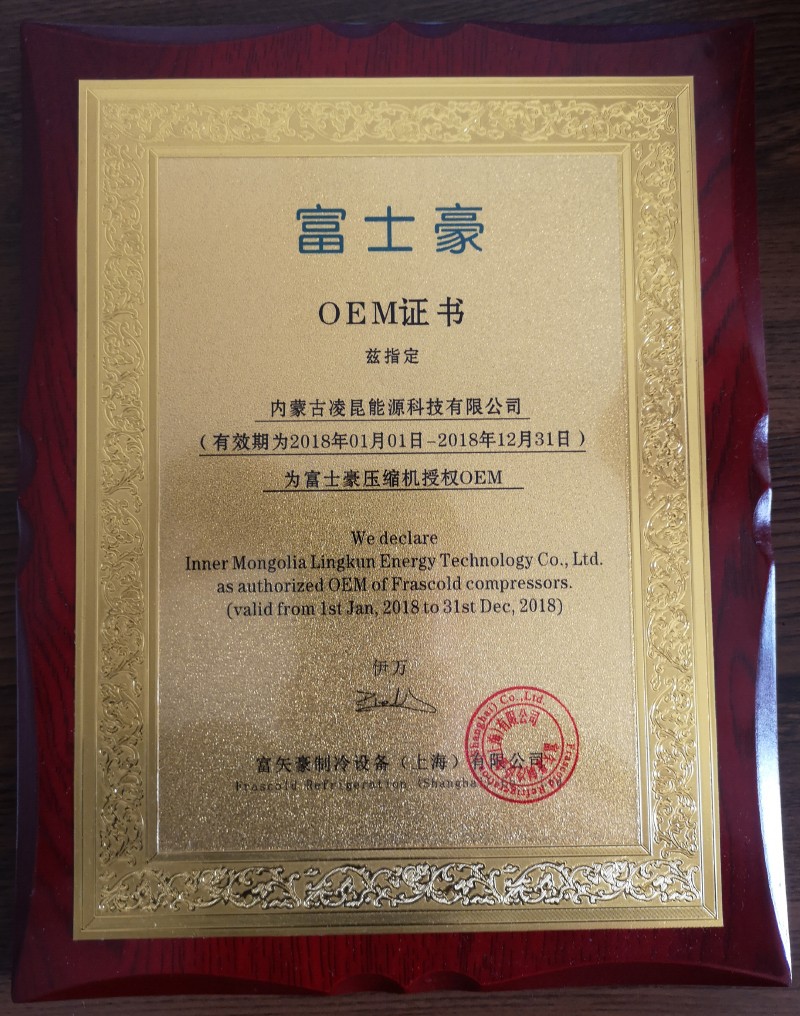 富士豪
OEM证书
兹指定
内蒙古凌昆能源科技有限公司
(有效期为2018年01月01日-2018年12月31日)
为富士豪压缩机授权OEM
We declare
Inner Mongolia Lingkun Energy Technology Co., Ltd.
as authorized OEM of Frascold compressors.
(valid from 1st Jan, 2018 to 31st Dec, 2018)
伊万
富矢豪制冷设备（上海）有限公司
Frascold Refrigeration (Shanghai)